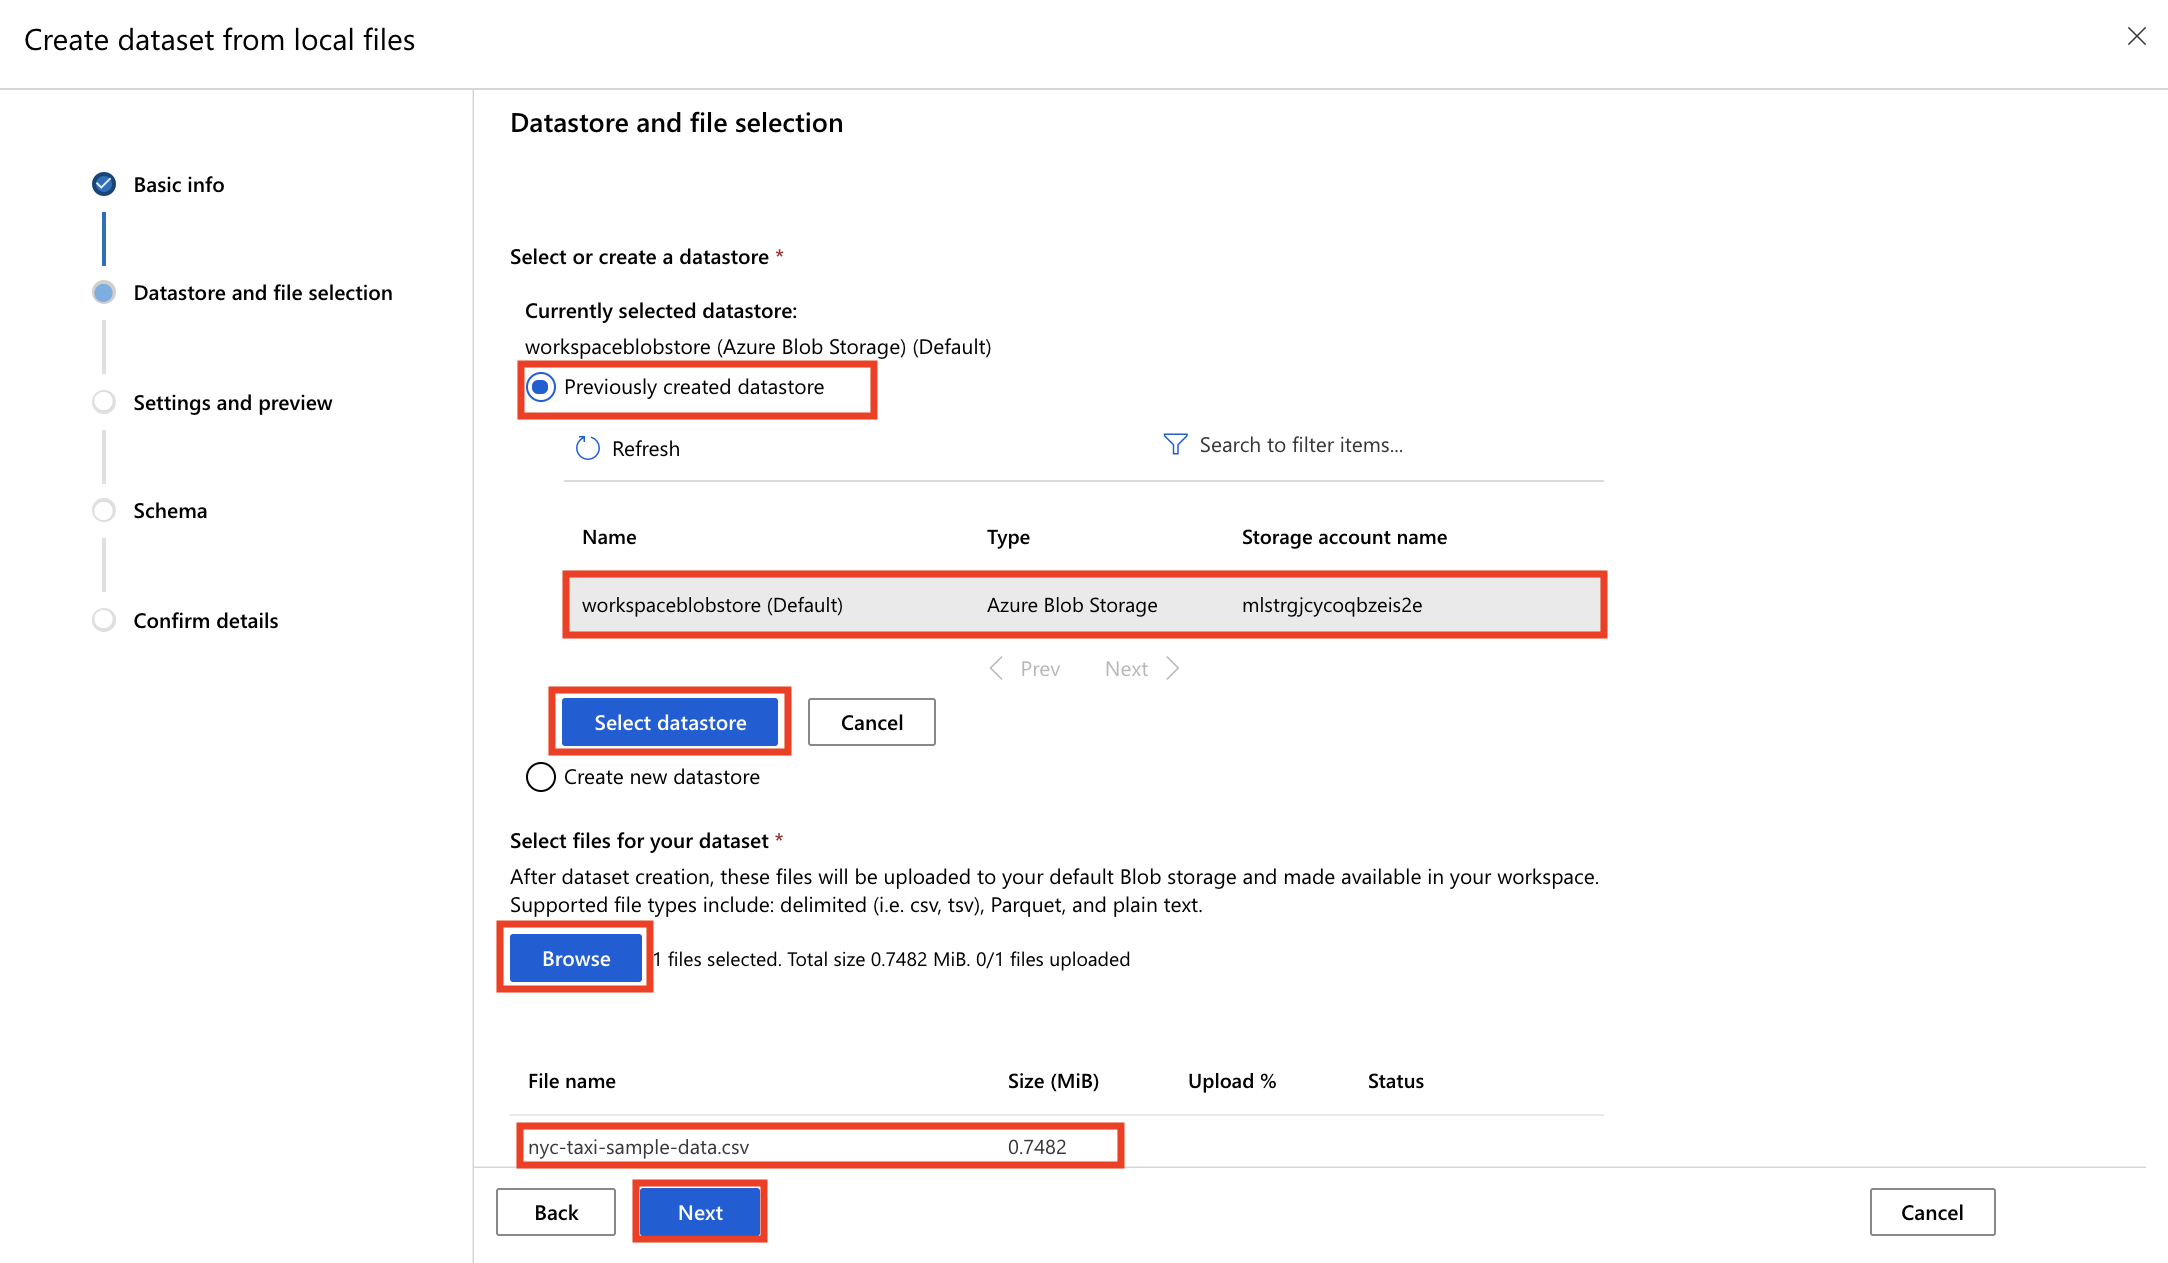 Create dataset from local files
Basic info
Datastore and file selection
Settings and preview
Schema
Confirm details
Datastore and file selection
Select or create a datastore *
Currently selected datastore:
workspaceblobstore (Azure Blob Storage) (Default)
Previously created datastore
Refresh
Search to filter items...
Name Type Storage account name
workspaceblobstore (Default) Azure Blob Storage mlstrgjcycoqbzeis2e
Prev Next
Select datastore Cancel
Create new datastore
Select files for your dataset *
After dataset creation, these files will be uploaded to your default Blob storage and made available in your workspace.
Supported file types include: delimited (i.e. csv, tsv), Parquet, and plain text.
Browse 1 files selected. Total size 0.7482 MiB. 0/1 files uploaded
File name Size (MiB) Upload % Status
nyc-taxi-sample-data.csv 0.7482
Back Next Cancel